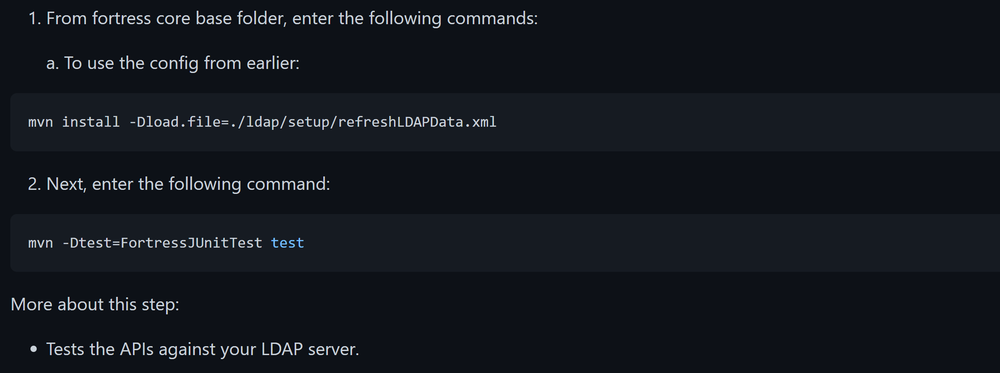 1. From fortress core base folder, enter the following commands:
a. To use the config from earlier:
mvn install -Dload.file=./ldap/setup/refreshLDAPData.xml
2. Next, enter the following command:
mvn -Dtest=FortressJUnitTest test
More about this step:
• Tests the APIs against your LDAP server.